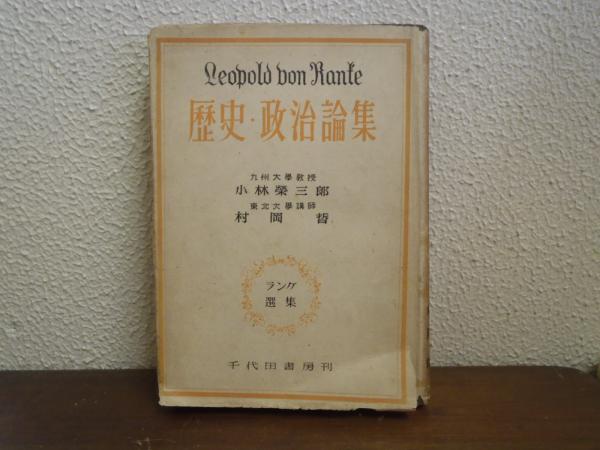 Leopold von Ranke
歴史・政治論集
九州大學教授
小林榮三郎
東北大學講師
村岡晢
ランケ
選集
千代田書房刊